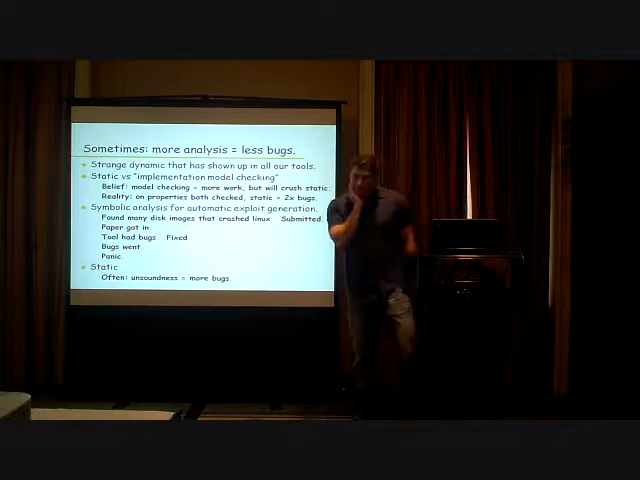 Sometimes: more analysis = less bugs.
Strange dynamic that has shown up in all our tools.
Static vs "implementation model checking"
Belief: model checking = more work, but will crush static.
Reality: on properties both checked, static = 2x bugs.
Symbolic analysis for automatic exploit generation.
Found many disk images that crashed linux Submitted.
Paper got in.
Tool had bugs. Fixed
Bugs went
Panic.
Static
Often: unsoundness = more bugs.